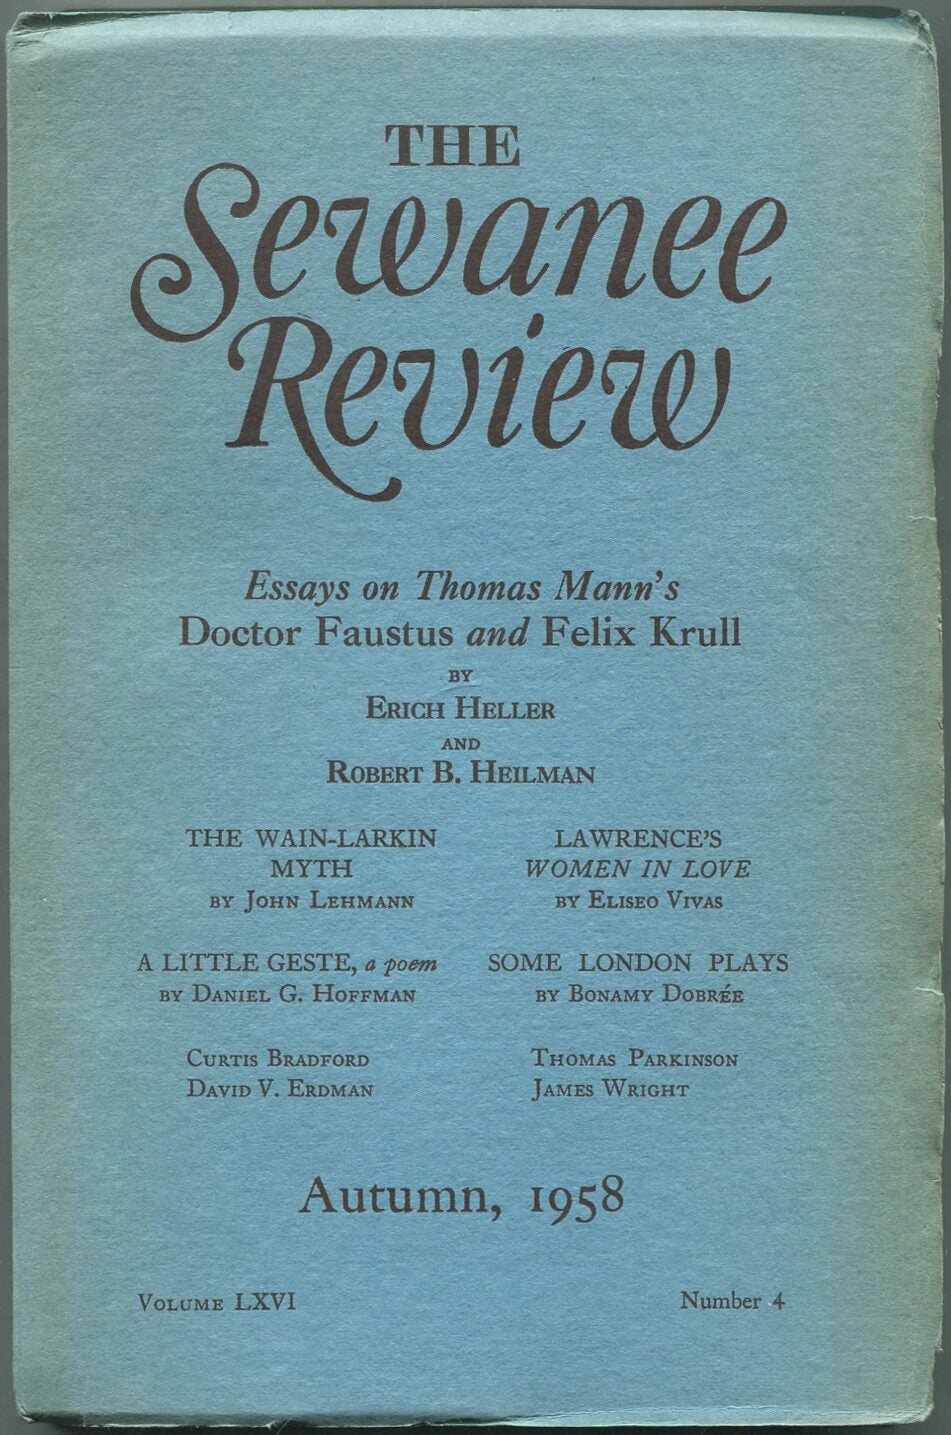 THE
Sewanee
Review
Essays on Thomas Mann's
Doctor Faustus and Felix Krull
BY
ERICH HELLER
AND
ROBERT B. HEILMAN
THE WAIN-LARKIN
MYTH
BY JOHN LEHMANN
LAWRENCE'S
WOMEN IN LOVE
BY ELISEO VIVAS
A LITTLE GESTE, a poem
BY DANIEL G. HOFFMAN
SOME LONDON PLAYS
BY BONAMY DOBRÉE
CURTIS BRADFORD
DAVID V. ERDMAN
THOMAS PARKINSON
JAMES WRIGHT
Autumn, 1958
VOLUME LXVI
Number 4